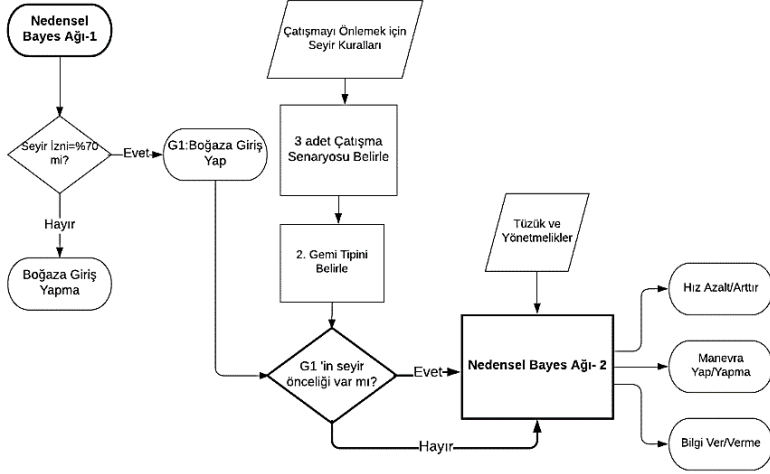 Nedensel
Bayes Ağı-1
Seyir İzni=%70
mi?
Evet
Hayır
Boğaza Giriş
Yapma
G1:Boğaza Giriş
Yap
Çatışmayı Önlemek için
Seyir Kuralları
3 adet Çatışma
Senaryosu Belirle
2. Gemi Tipini
Belirle
G1 'in seyir
önceliği var mı?
Evet
Hayır
Tüzük ve
Yönetmelikler
Nedensel Bayes Ağı- 2
Hız Azalt/Arttır
Manevra
Yap/Yapma
Bilgi Ver/Verme